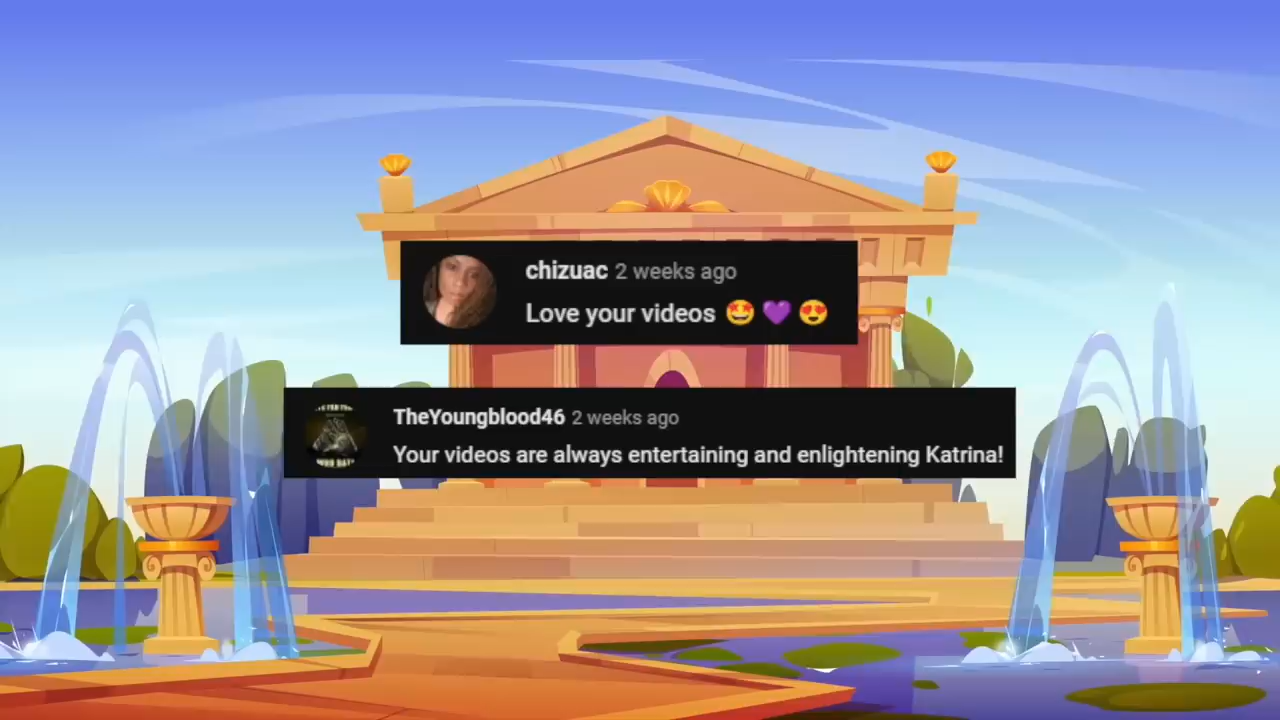 chizuac 2 weeks ago
Love your videos 🤩 💜 😍
TheYoungblood46 2 weeks ago
Your videos are always entertaining and enlightening Katrina!